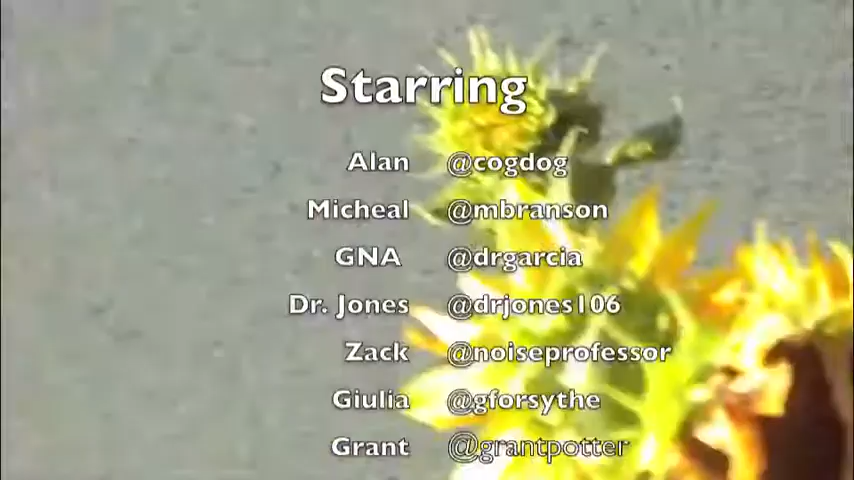 Starring
Alan @cogdog
Micheal @mbranson
GNA @drgarcia
Dr. Jones @drjones106
Zack @noiseprofessor
Giulia @gforsythe
Grant @grantpotter